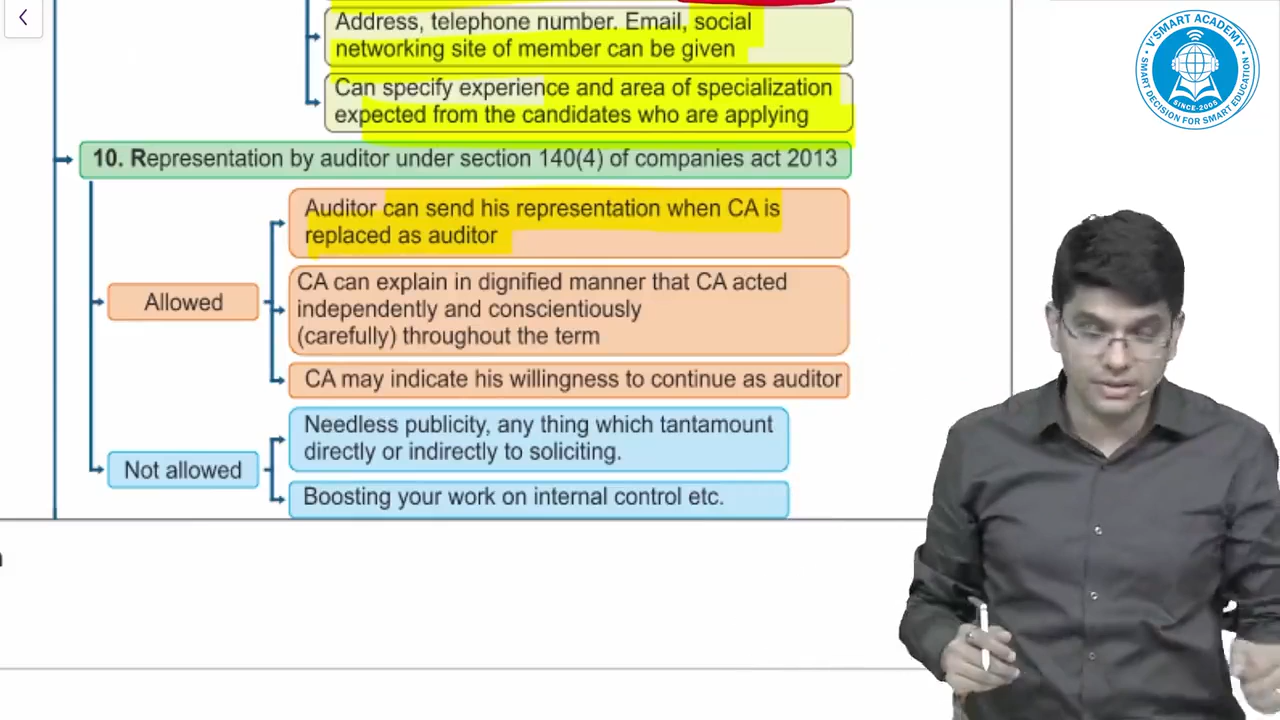 Address, telephone number. Email, social
networking site of member can be given
Can specify experience and area of specialization
expected from the candidates who are applying
10. Representation by auditor under section 140(4) of companies act 2013
Allowed
Auditor can send his representation when CA is
replaced as auditor
CA can explain in dignified manner that CA acted
independently and conscientiously
(carefully) throughout the term
CA may indicate his willingness to continue as auditor
Not allowed
Needless publicity, any thing which tantamount
directly or indirectly to soliciting.
Boosting your work on internal control etc.
V'SMART ACADEMY
SINCE-2005
SMART DECISION FOR SMART EDUCATION